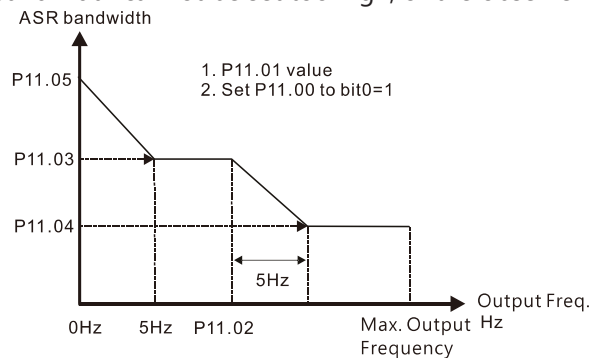 ASR bandwidth
P11.05
1. P11.01 value
2. Set P11.00 to bit0=1
P11.03
P11.04
5Hz
Output Freq.
Hz
0Hz 5Hz P11.02
Max. Output
Frequency